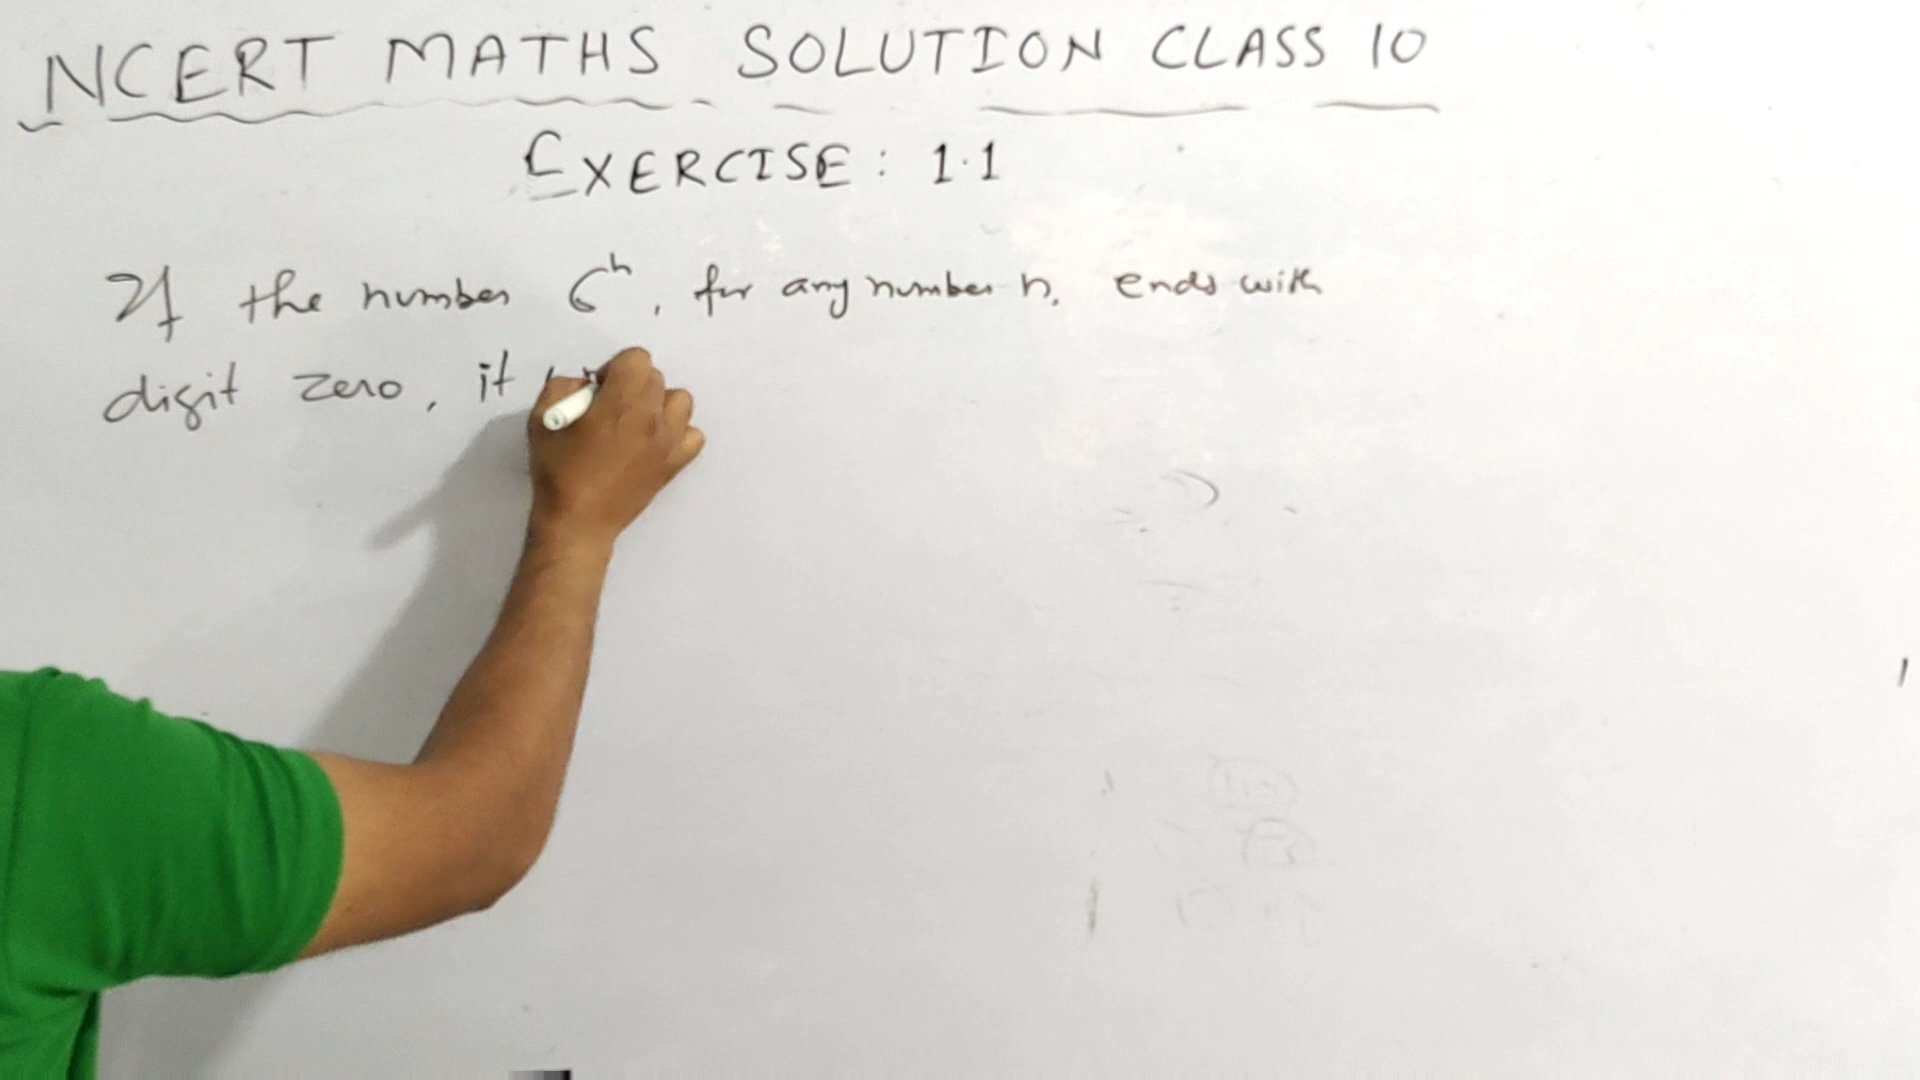 NCERT MATHS SOLUTION CLASS 10
EXERCISE : 1.1
If the number 6ⁿ, for any number n, ends with
digit zero, it